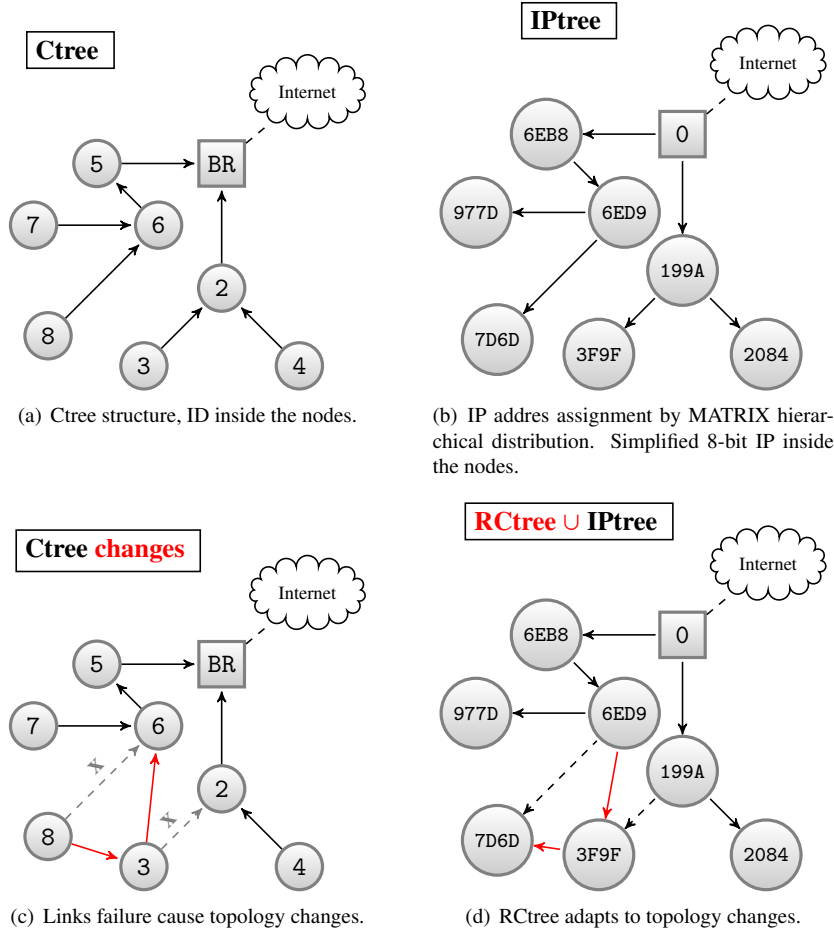 Ctree
Internet
5
BR
7
6
2
8
3
4
(a) Ctree structure, ID inside the nodes.
IPtree
Internet
6EB8
0
977D
6ED9
199A
7D6D
3F9F
2084
(b) IP addres assignment by MATRIX hierar-
chical distribution. Simplified 8-bit IP inside
the nodes.
Ctree changes
Internet
5
BR
7
6
x
2
x
8
3
4
(c) Links failure cause topology changes.
RCtree ∪ IPtree
Internet
6EB8
0
977D
6ED9
199A
7D6D
3F9F
2084
(d) RCtree adapts to topology changes.